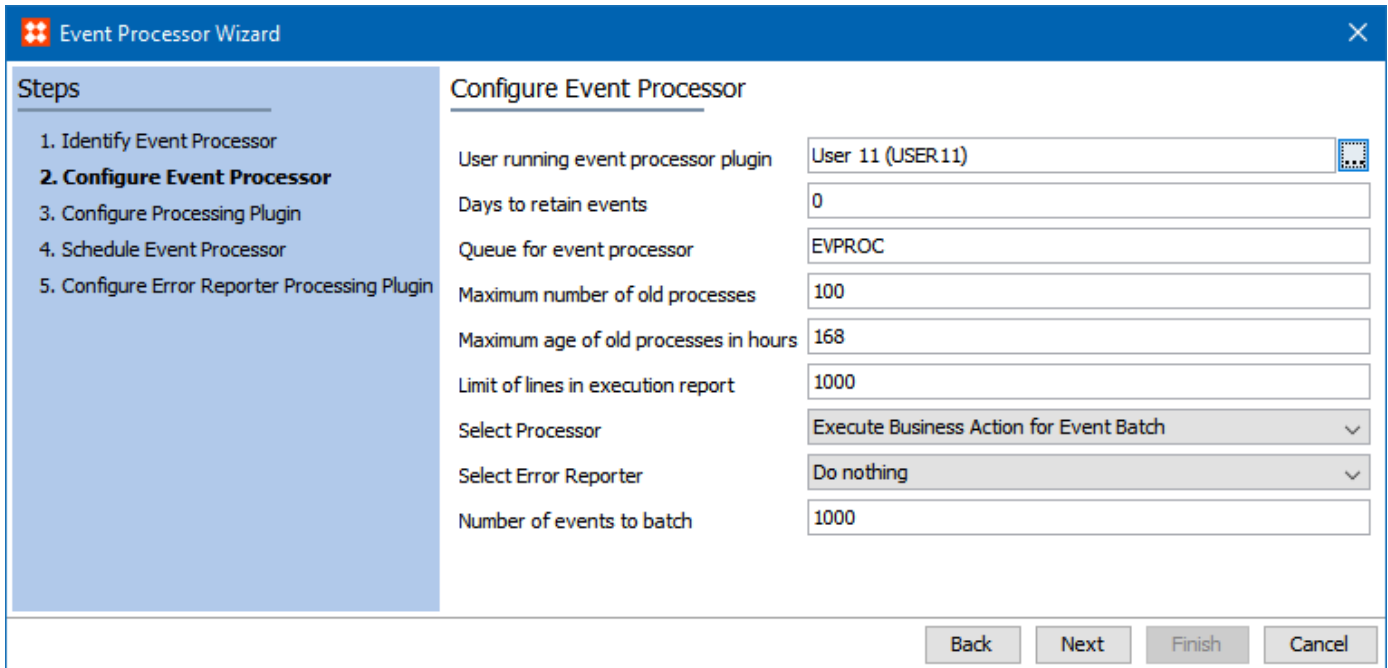 Event Processor Wizard
Steps
1. Identify Event Processor
2. Configure Event Processor
3. Configure Processing Plugin
4. Schedule Event Processor
5. Configure Error Reporter Processing Plugin
Configure Event Processor
User running event processor plugin User 11 (USER11) ...
Days to retain events 0
Queue for event processor EVPROC
Maximum number of old processes 100
Maximum age of old processes in hours 168
Limit of lines in execution report 1000
Select Processor Execute Business Action for Event Batch
Select Error Reporter Do nothing
Number of events to batch 1000
Back Next Finish Cancel